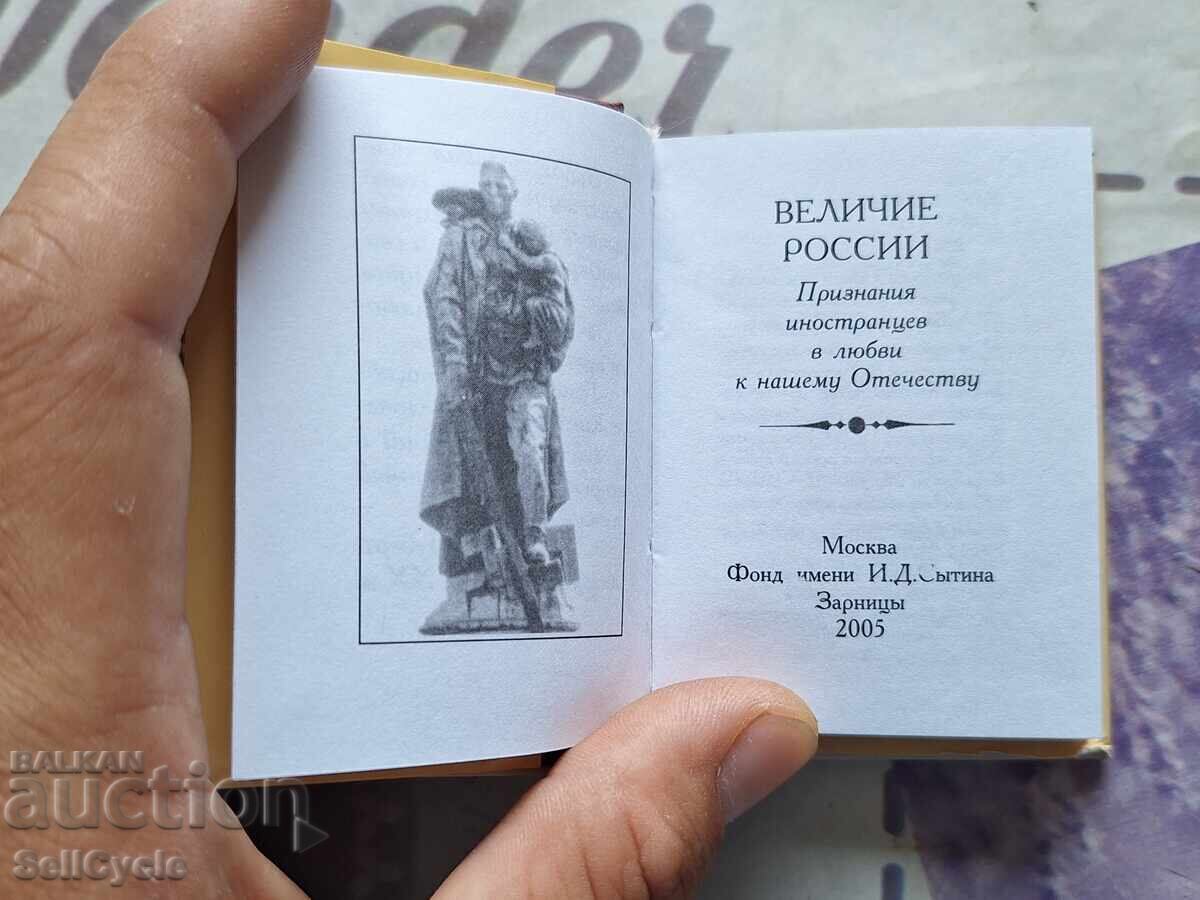 ВЕЛИЧИЕ
РОССИИ
Признания
иностранцев
в любви
к нашему Отечеству
Москва
Фонд имени И.Д.Сытина
Зарницы
2005
BALKAN
auction
SellCycle